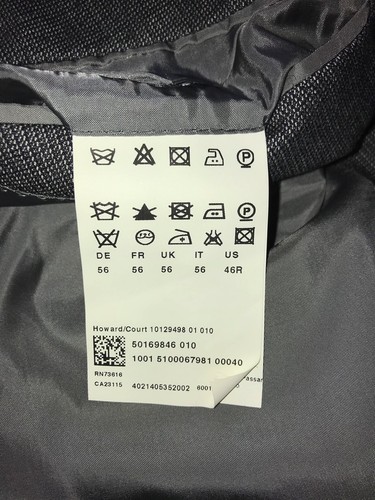 DE FR UK IT US
56 56 56 56 46R
Howard/Court 10129498 01 010
50169846 010
1001 5100067981 00040
RN73616
CA23115 4021405352002 6001